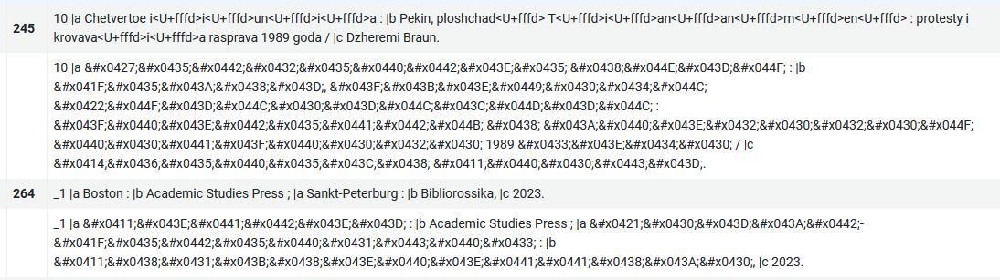 245
10 |a Chetvertoe i<U+fffd>i<U+fffd>un<U+fffd>i<U+fffd>a : |b Pekin, ploshchad<U+fffd> T<U+fffd>i<U+fffd>an<U+fffd>an<U+fffd>m<U+fffd>en<U+fffd> : protesty i
krovava<U+fffd>i<U+fffd>a rasprava 1989 goda / |c Dzheremi Braun.
10 |a &#x0427;&#x0435;&#x0442;&#x0432;&#x0435;&#x0440;&#x0442;&#x043E;&#x0435; &#x0438;&#x044E;&#x043D;&#x044F; : |b
&#x041F;&#x0435;&#x043A;&#x0438;&#x043D;, &#x043F;&#x043B;&#x043E;&#x0449;&#x0430;&#x0434;&#x044C;
&#x0422;&#x044F;&#x043D;&#x044C;&#x0430;&#x043D;&#x044C;&#x043C;&#x044D;&#x043D;&#x044C; :
&#x043F;&#x0440;&#x043E;&#x0442;&#x0435;&#x0441;&#x0442;&#x044B; &#x0438; &#x043A;&#x0440;&#x043E;&#x0432;&#x0430;&#x0432;&#x0430;&#x044F;
&#x0440;&#x0430;&#x0441;&#x043F;&#x0440;&#x0430;&#x0432;&#x0430; 1989 &#x0433;&#x043E;&#x0434;&#x0430; / |c
&#x0414;&#x0436;&#x0435;&#x0440;&#x0435;&#x043C;&#x0438; &#x0411;&#x0440;&#x0430;&#x0443;&#x043D;.
264
_1 |a Boston : |b Academic Studies Press ; |a Sankt-Peterburg : |b Bibliorossika, |c 2023.
_1 |a &#x0411;&#x043E;&#x0441;&#x0442;&#x043E;&#x043D; : |b Academic Studies Press ; |a &#x0421;&#x0430;&#x043D;&#x043A;&#x0442;-
&#x041F;&#x0435;&#x0442;&#x0435;&#x0440;&#x0431;&#x0443;&#x0440;&#x0433; : |b
&#x0411;&#x0438;&#x0431;&#x043B;&#x0438;&#x043E;&#x0440;&#x043E;&#x0441;&#x0441;&#x0438;&#x043A;&#x0430;, |c 2023.